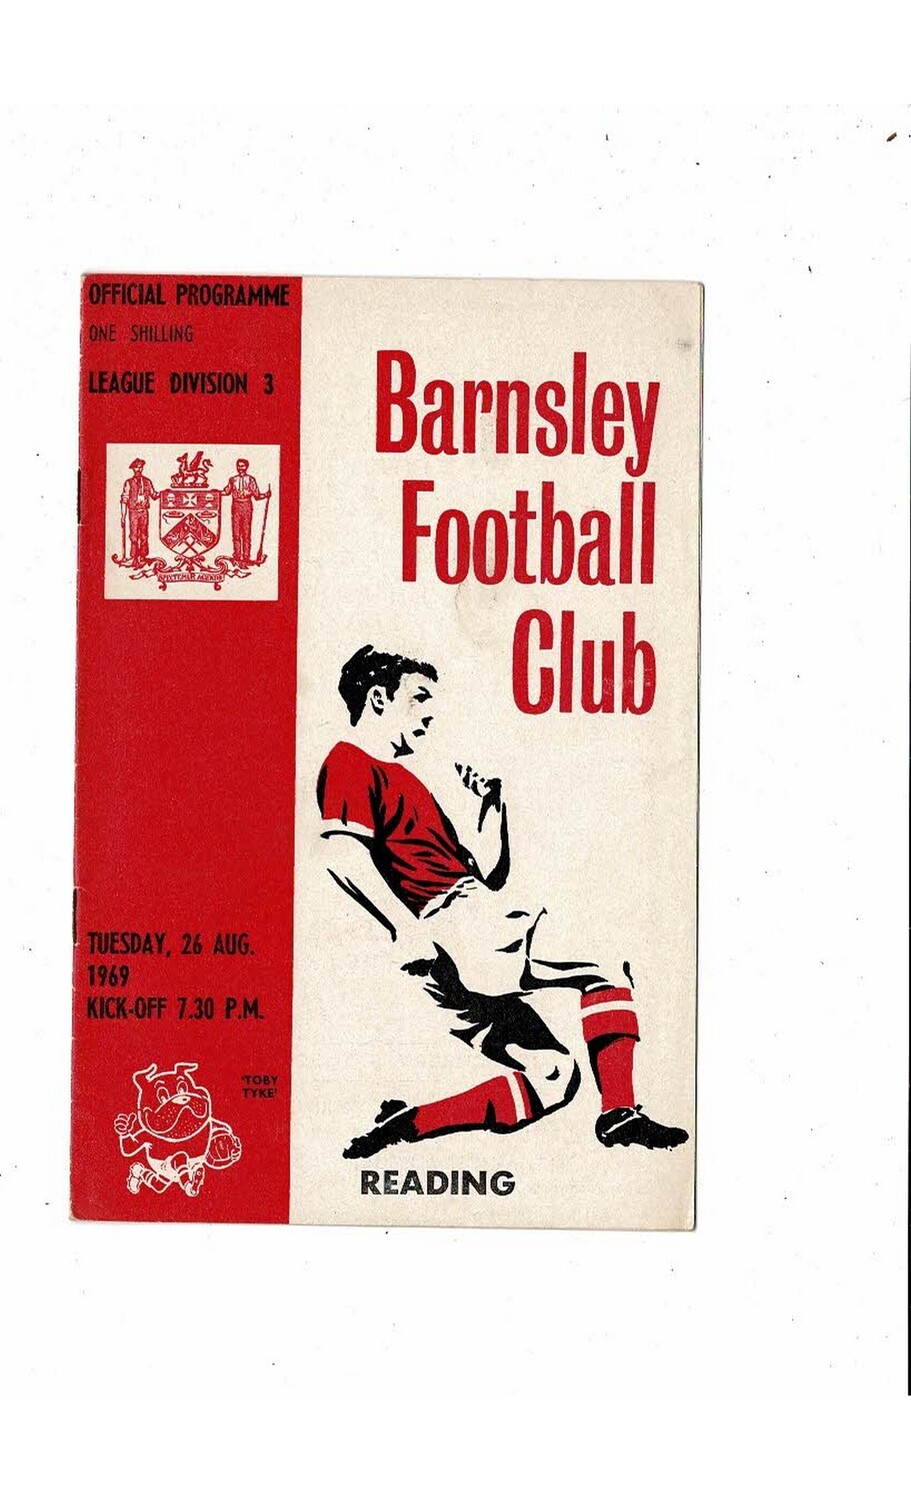 OFFICIAL PROGRAMME
ONE SHILLING
LEAGUE DIVISION 3
Barnsley
Football
Club
TUESDAY, 26 AUG.
1969
KICK-OFF 7.30 P.M.
'TOBY
TYKE'
READING